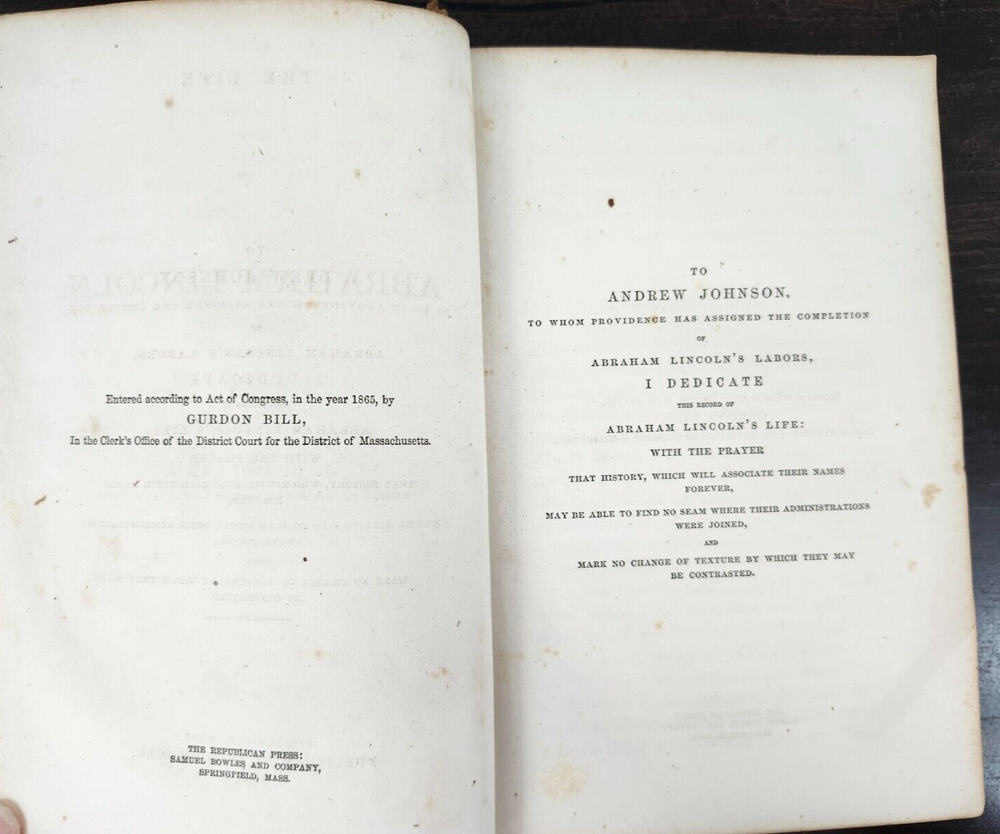 Entered according to Act of Congress, in the year 1865, by
GURDON BILL,
In the Clerk's Office of the District Court for the District of Massachusetts.
THE REPUBLICAN PRESS:
SAMUEL BOWLES AND COMPANY,
SPRINGFIELD, MASS.
TO
ANDREW JOHNSON,
TO WHOM PROVIDENCE HAS ASSIGNED THE COMPLETION
OF
ABRAHAM LINCOLN'S LABORS,
I DEDICATE
THIS RECORD OF
ABRAHAM LINCOLN'S LIFE:
WITH THE PRAYER
THAT HISTORY, WHICH WILL ASSOCIATE THEIR NAMES
FOREVER,
MAY BE ABLE TO FIND NO SEAM WHERE THEIR ADMINISTRATIONS
WERE JOINED,
AND
MARK NO CHANGE OF TEXTURE BY WHICH THEY MAY
BE CONTRASTED.